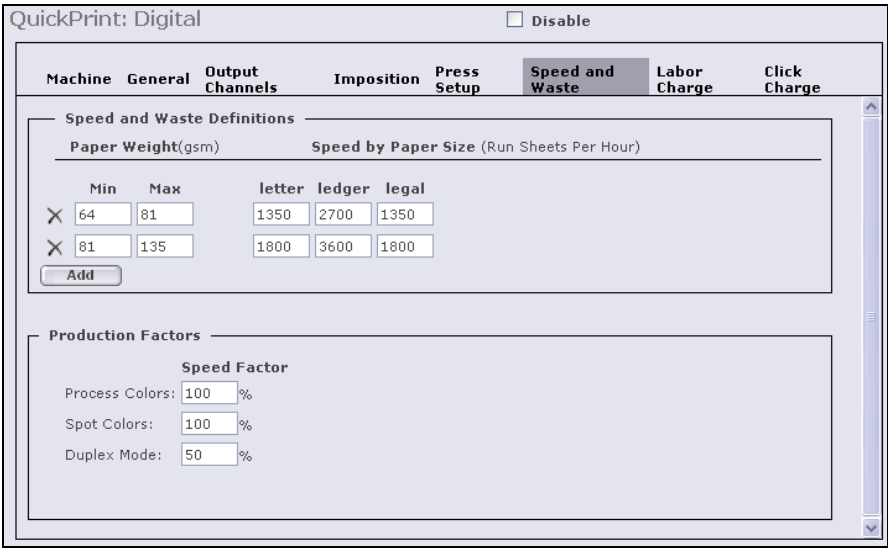 QuickPrint: Digital
Disable
Machine General Output Channels Imposition Press Setup Speed and Waste Labor Charge Click Charge
Speed and Waste Definitions
Paper Weight(gsm) Speed by Paper Size (Run Sheets Per Hour)
Min Max letter ledger legal
64 81 1350 2700 1350
81 135 1800 3600 1800
Add
Production Factors
Speed Factor
Process Colors: 100 %
Spot Colors: 100 %
Duplex Mode: 50 %